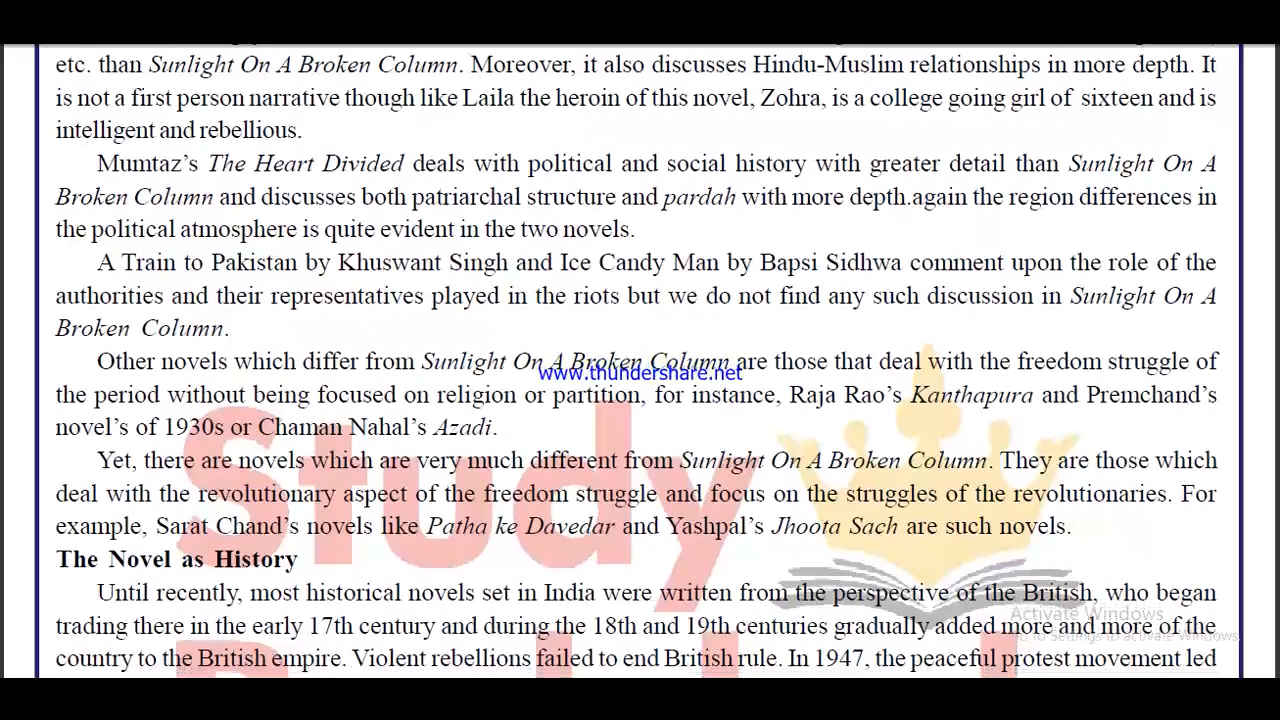 etc. than Sunlight On A Broken Column. Moreover, it also discusses Hindu-Muslim relationships in more depth. It
is not a first person narrative though like Laila the heroin of this novel, Zohra, is a college going girl of sixteen and is
intelligent and rebellious.
Mumtaz’s The Heart Divided deals with political and social history with greater detail than Sunlight On A
Broken Column and discusses both patriarchal structure and pardah with more depth.again the region differences in
the political atmosphere is quite evident in the two novels.
A Train to Pakistan by Khuswant Singh and Ice Candy Man by Bapsi Sidhwa comment upon the role of the
authorities and their representatives played in the riots but we do not find any such discussion in Sunlight On A
Broken Column.
Other novels which differ from Sunlight On A Broken Column are those that deal with the freedom struggle of
www.thundershare.net
the period without being focused on religion or partition, for instance, Raja Rao’s Kanthapura and Premchand’s
novel’s of 1930s or Chaman Nahal’s Azadi.
Yet, there are novels which are very much different from Sunlight On A Broken Column. They are those which
deal with the revolutionary aspect of the freedom struggle and focus on the struggles of the revolutionaries. For
example, Sarat Chand’s novels like Patha ke Davedar and Yashpal’s Jhoota Sach are such novels.
Study
The Novel as History
Until recently, most historical novels set in India were written from the perspective of the British, who began
Activate Windows
trading there in the early 17th century and during the 18th and 19th centuries gradually added more and more of the
Go to Settings to activate Windows.
country to the British empire. Violent rebellions failed to end British rule. In 1947, the peaceful protest movement led